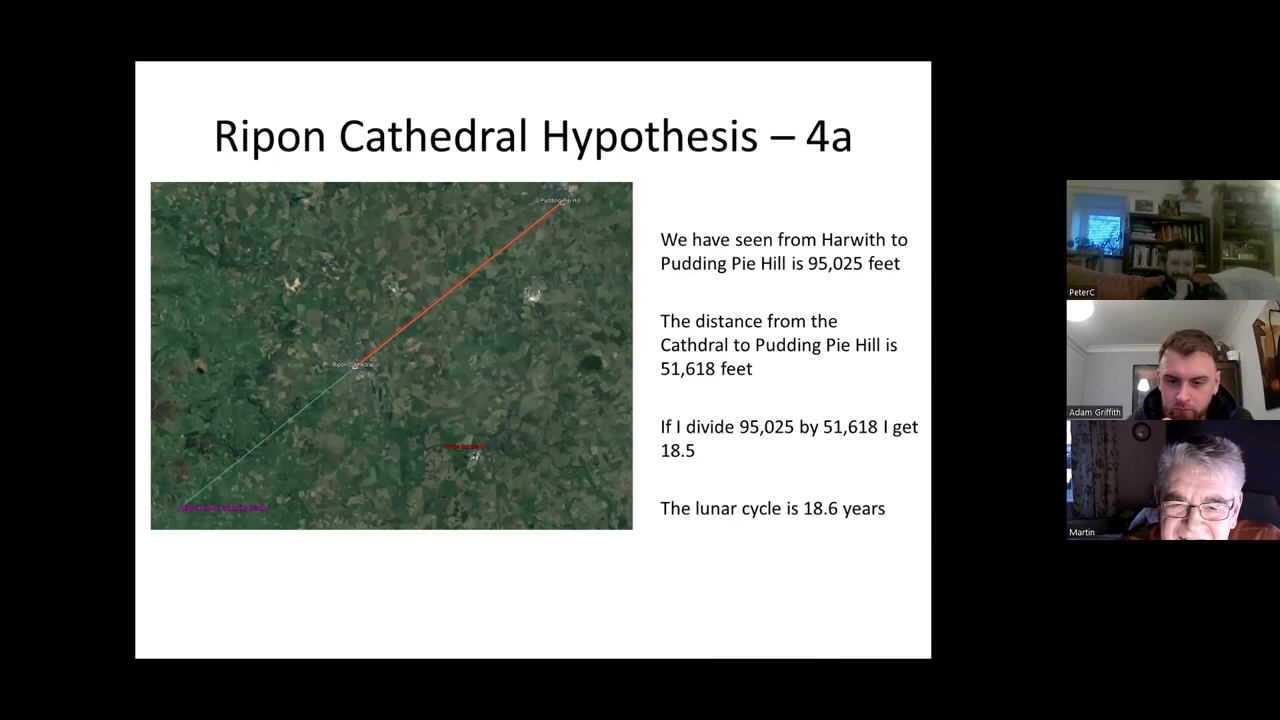 Ripon Cathedral Hypothesis – 4a
Pudding Pie Hill
We have seen from Harwith to
Pudding Pie Hill is 95,025 feet
The distance from the
Cathdral to Pudding Pie Hill is
51,618 feet
If I divide 95,025 by 51,618 I get
18.5
The lunar cycle is 18.6 years
Ripon Cathedral
PeterC
Adam Griffith
Martin